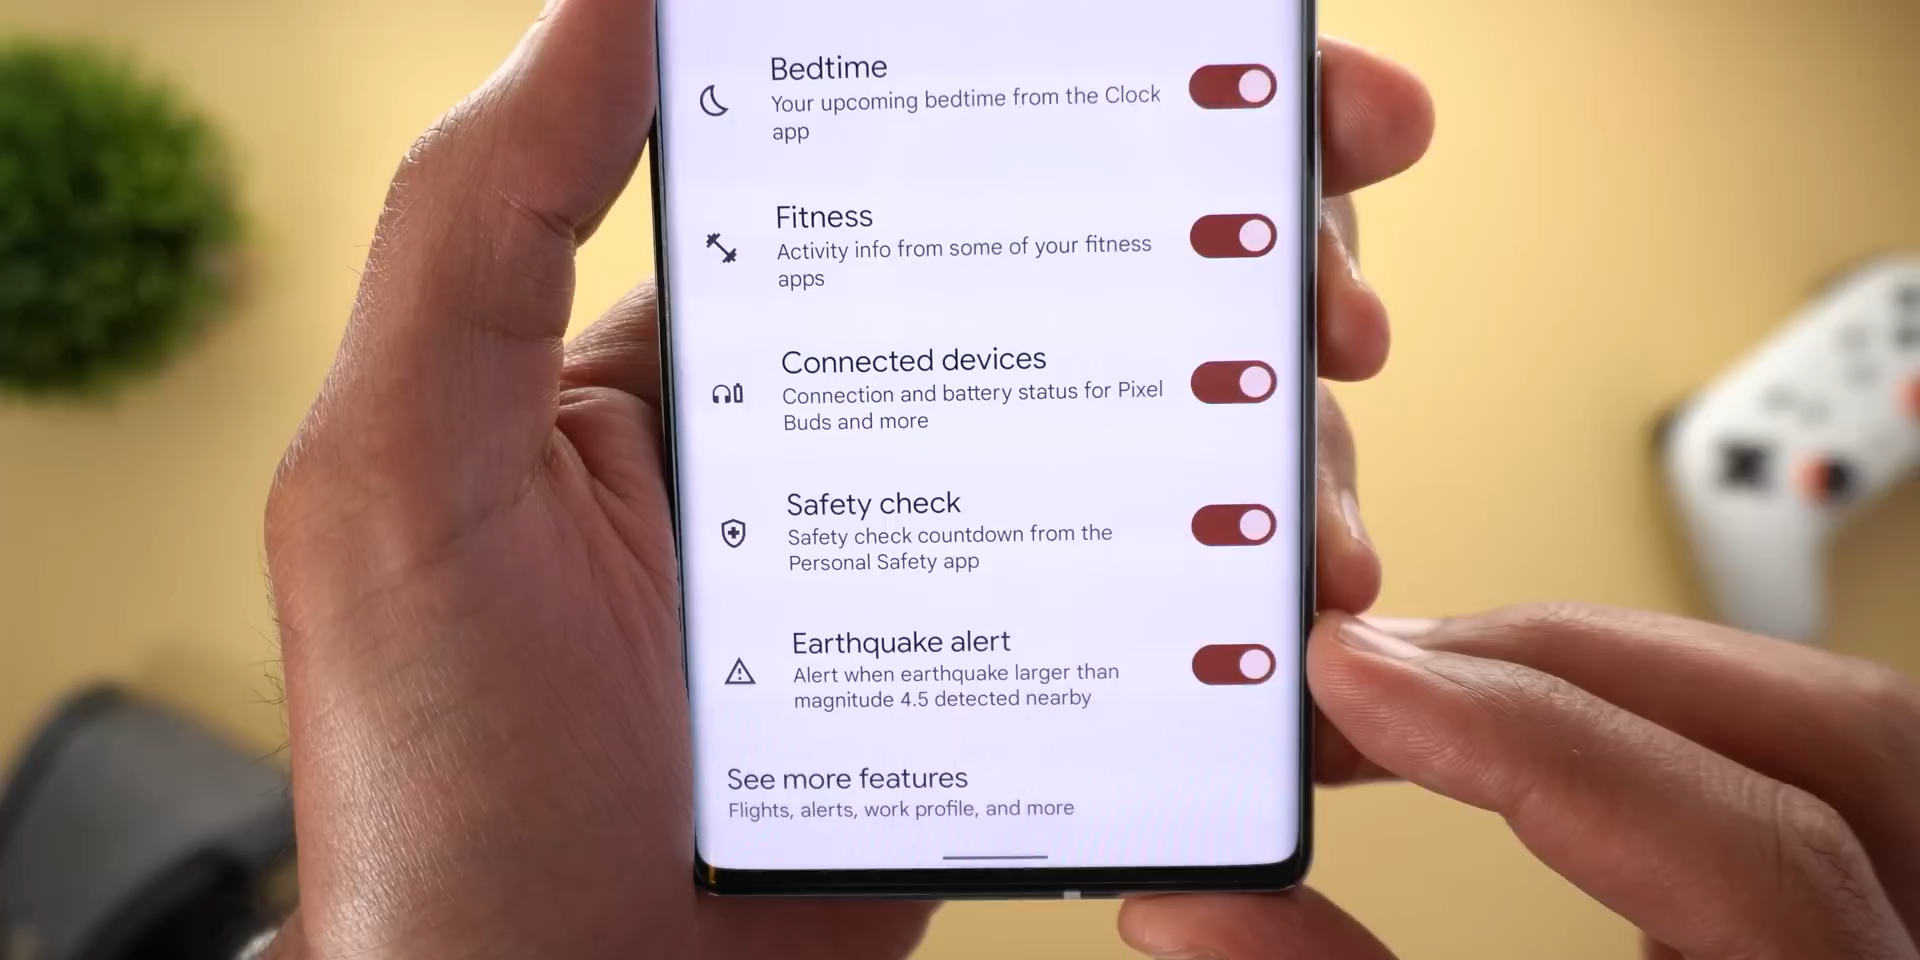 Bedtime
Your upcoming bedtime from the Clock
app
Fitness
Activity info from some of your fitness
apps
Connected devices
Connection and battery status for Pixel
Buds and more
Safety check
Safety check countdown from the
Personal Safety app
Earthquake alert
Alert when earthquake larger than
magnitude 4.5 detected nearby
See more features
Flights, alerts, work profile, and more